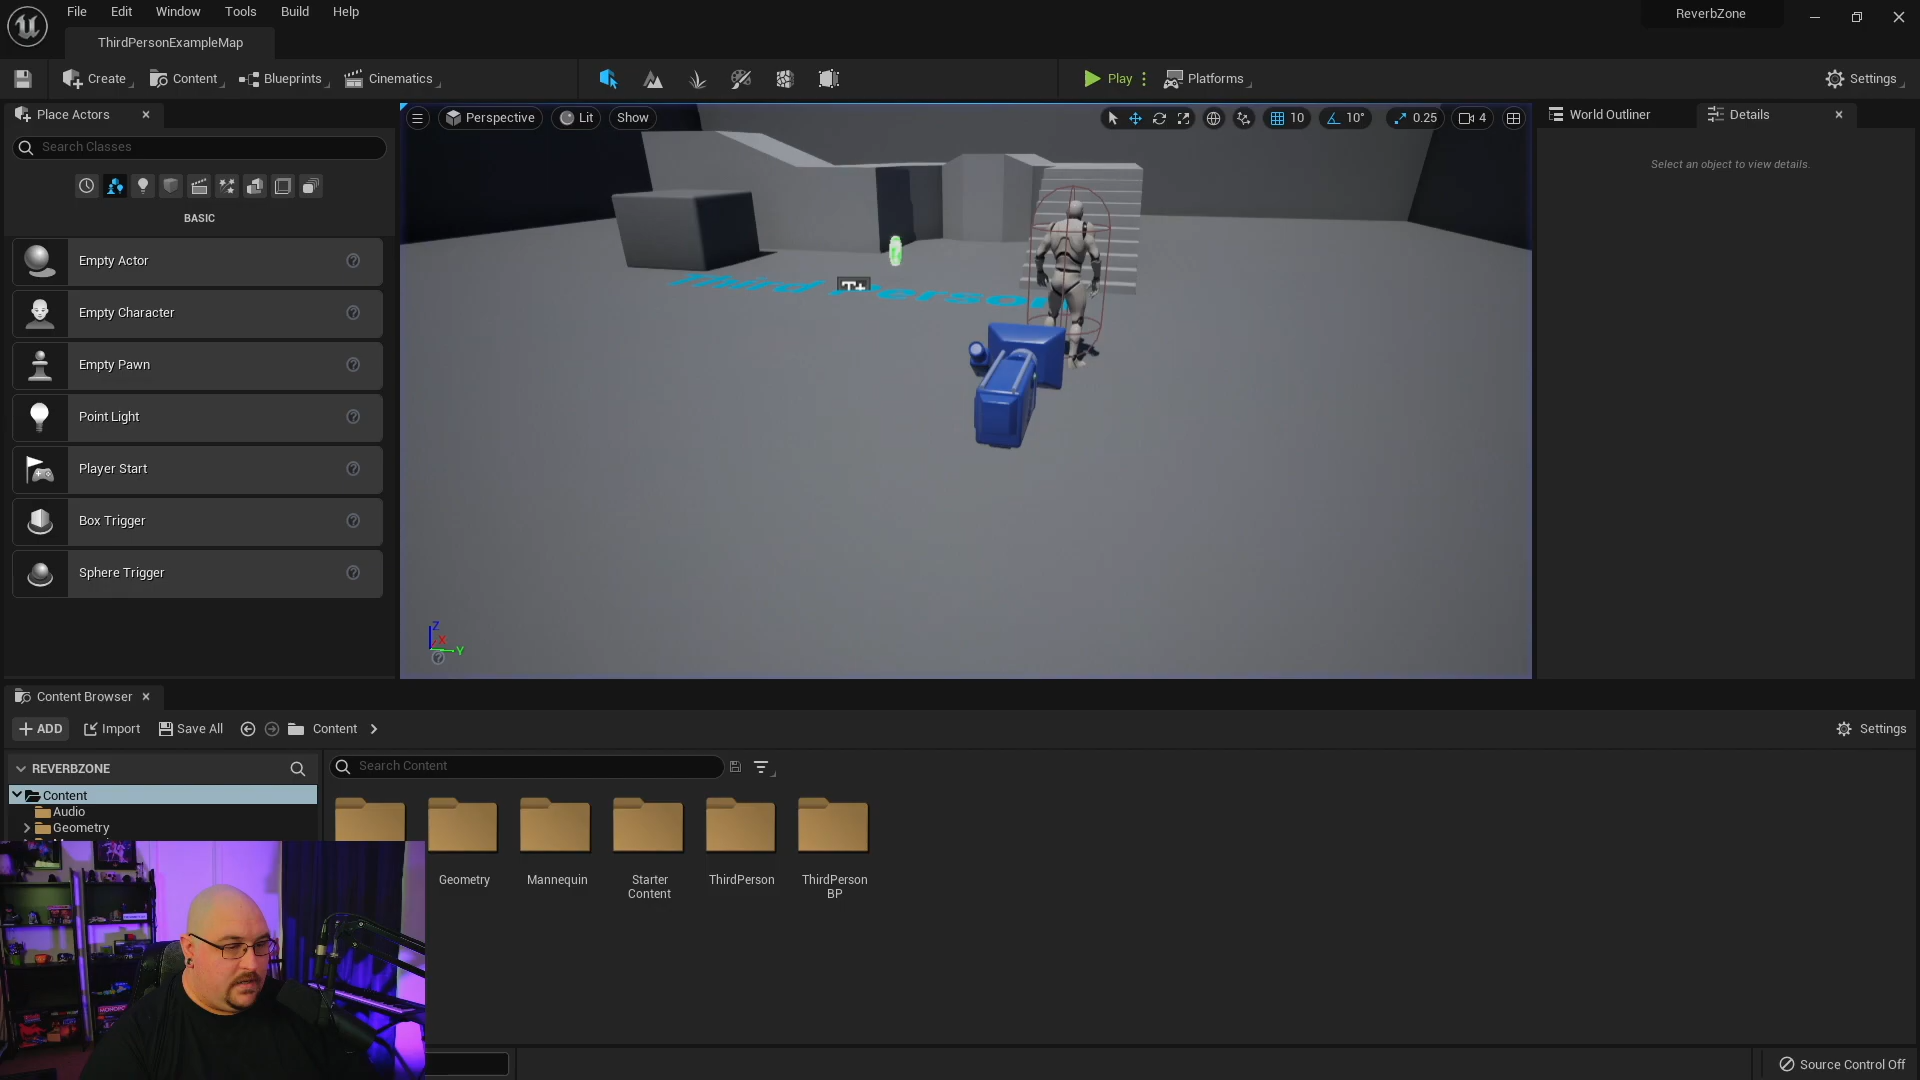 File Edit Window Tools Build Help
ReverbZone
ThirdPersonExampleMap
Create Content Blueprints Cinematics
Play Platforms Settings
Place Actors
Search Classes
BASIC
Empty Actor
Empty Character
Empty Pawn
Point Light
Player Start
Box Trigger
Sphere Trigger
Perspective Lit Show
10 10° 0.25 4
Third Person
T+
Z
X
Y
World Outliner Details
Select an object to view details.
Content Browser
ADD Import Save All Content
Settings
REVERBZONE
Search Content
Content
Audio
Geometry
Geometry
Mannequin
Starter
Content
ThirdPerson
ThirdPerson
BP
Source Control Off